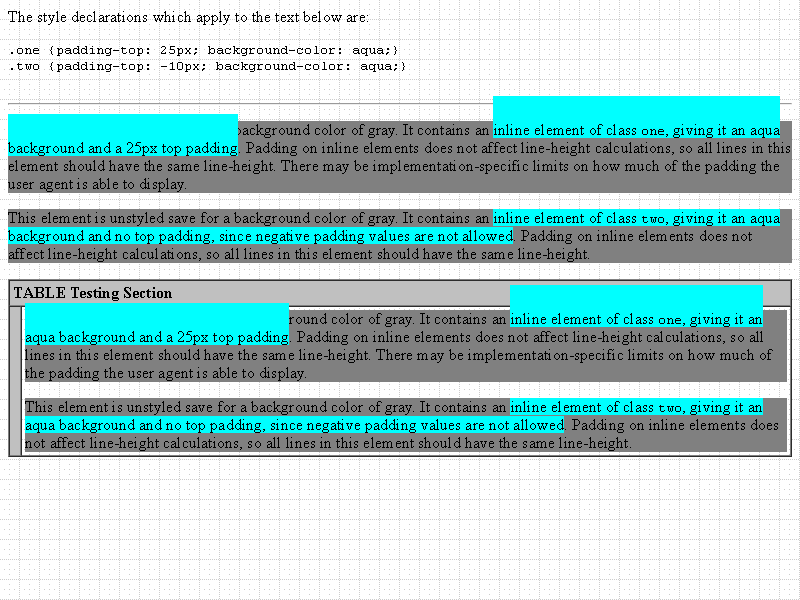 The style declarations which apply to the text below are:
.one {padding-top: 25px; background-color: aqua;}
.two {padding-top: -10px; background-color: aqua;}
background color of gray. It contains an inline element of class one, giving it an aqua
background and a 25px top padding. Padding on inline elements does not affect line-height calculations, so all lines in this
element should have the same line-height. There may be implementation-specific limits on how much of the padding the
user agent is able to display.
This element is unstyled save for a background color of gray. It contains an inline element of class two, giving it an aqua
background and no top padding, since negative padding values are not allowed. Padding on inline elements does not
affect line-height calculations, so all lines in this element should have the same line-height.
TABLE Testing Section
round color of gray. It contains an inline element of class one, giving it an
aqua background and a 25px top padding. Padding on inline elements does not affect line-height calculations, so all
lines in this element should have the same line-height. There may be implementation-specific limits on how much of
the padding the user agent is able to display.
This element is unstyled save for a background color of gray. It contains an inline element of class two, giving it an
aqua background and no top padding, since negative padding values are not allowed. Padding on inline elements does
not affect line-height calculations, so all lines in this element should have the same line-height.